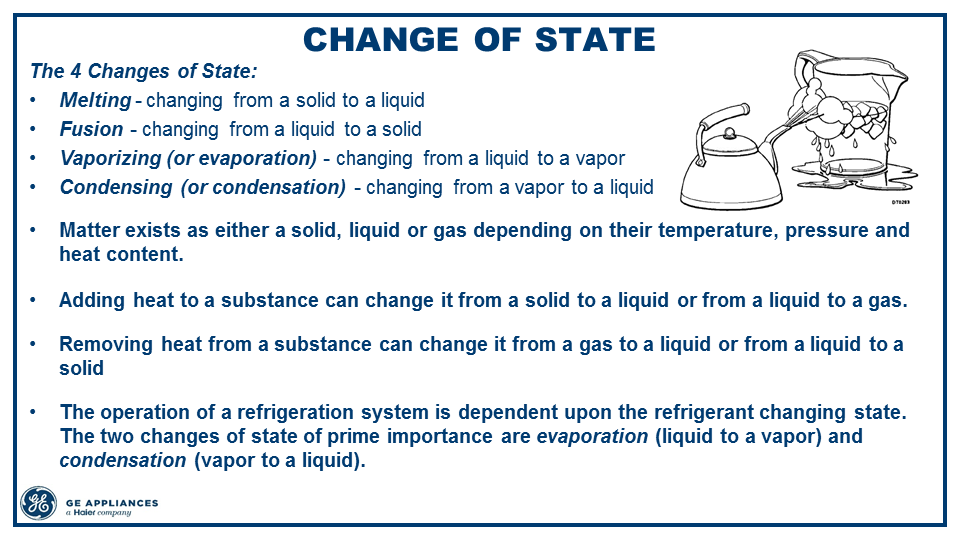 CHANGE OF STATE
The 4 Changes of State:
• Melting - changing from a solid to a liquid
• Fusion - changing from a liquid to a solid
• Vaporizing (or evaporation) - changing from a liquid to a vapor
• Condensing (or condensation) - changing from a vapor to a liquid
DT0203
• Matter exists as either a solid, liquid or gas depending on their temperature, pressure and
heat content.
• Adding heat to a substance can change it from a solid to a liquid or from a liquid to a gas.
• Removing heat from a substance can change it from a gas to a liquid or from a liquid to a
solid
• The operation of a refrigeration system is dependent upon the refrigerant changing state.
The two changes of state of prime importance are evaporation (liquid to a vapor) and
condensation (vapor to a liquid).
GE
GE APPLIANCES
a Haier company